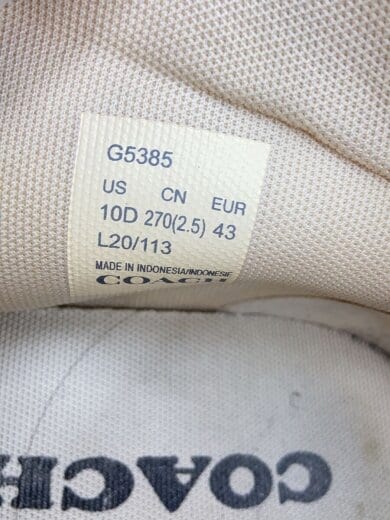 G5385
US CN EUR
10D 270(2.5) 43
L20/113
MADE IN INDONESIA/INDONESIE
COACH
COACH